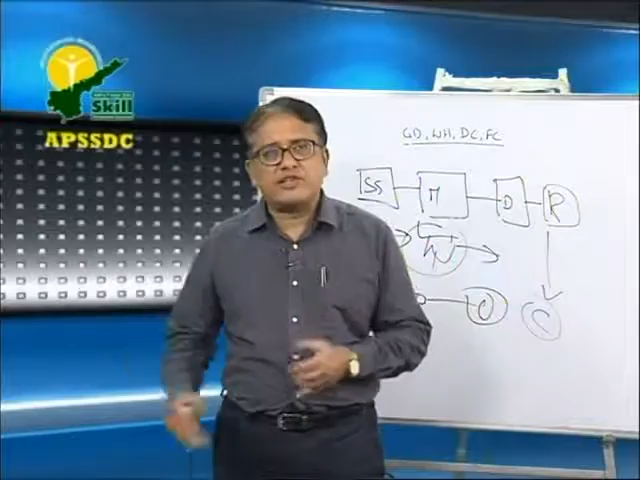 Skill
APSSDC
GD, WH, DC, FC
SS M D R
W
O C